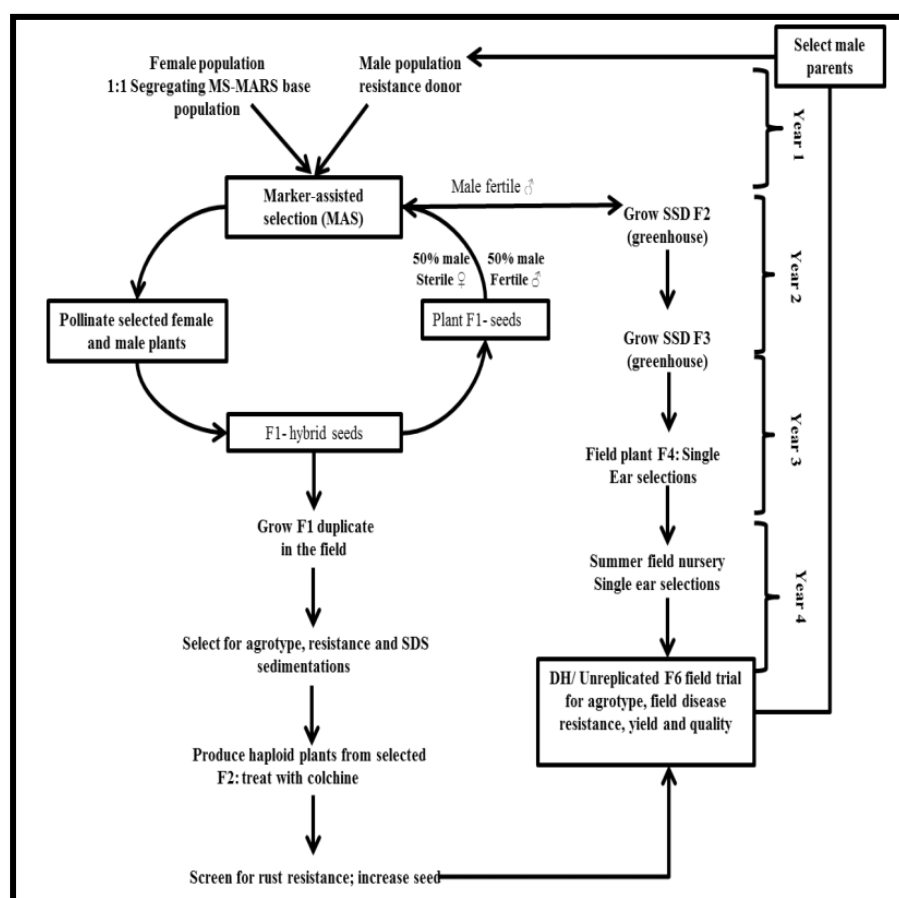 Female population
1:1 Segregating MS-MARS base
population
Male population
resistance donor
Select male
parents
Year 1
Marker-assisted
selection (MAS)
Male fertile ♂
Grow SSD F2
(greenhouse)
50% male
Sterile ♀
50% male
Fertile ♂
Year 2
Pollinate selected female
and male plants
Plant F1- seeds
Grow SSD F3
(greenhouse)
F1- hybrid seeds
Year 3
Field plant F4: Single
Ear selections
Grow F1 duplicate
in the field
Summer field nursery
Single ear selections
Year 4
Select for agrotype, resistance and SDS
sedimentations
DH/ Unreplicated F6 field trial
for agrotype, field disease
resistance, yield and quality
Produce haploid plants from selected
F2: treat with colchine
Screen for rust resistance; increase seed